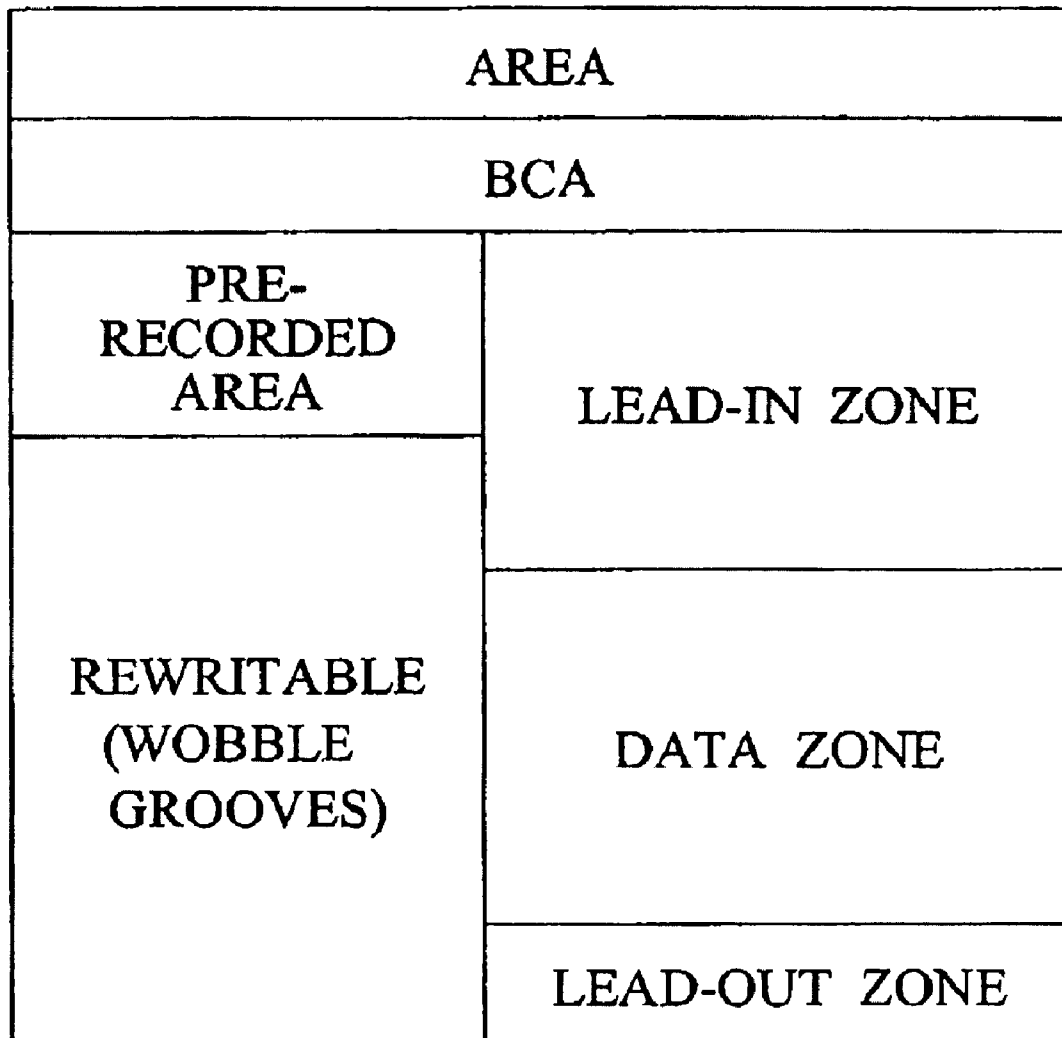 AREA
BCA
PRE-
RECORDED
AREA
LEAD-IN ZONE
REWRITABLE
(WOBBLE
GROOVES)
DATA ZONE
LEAD-OUT ZONE